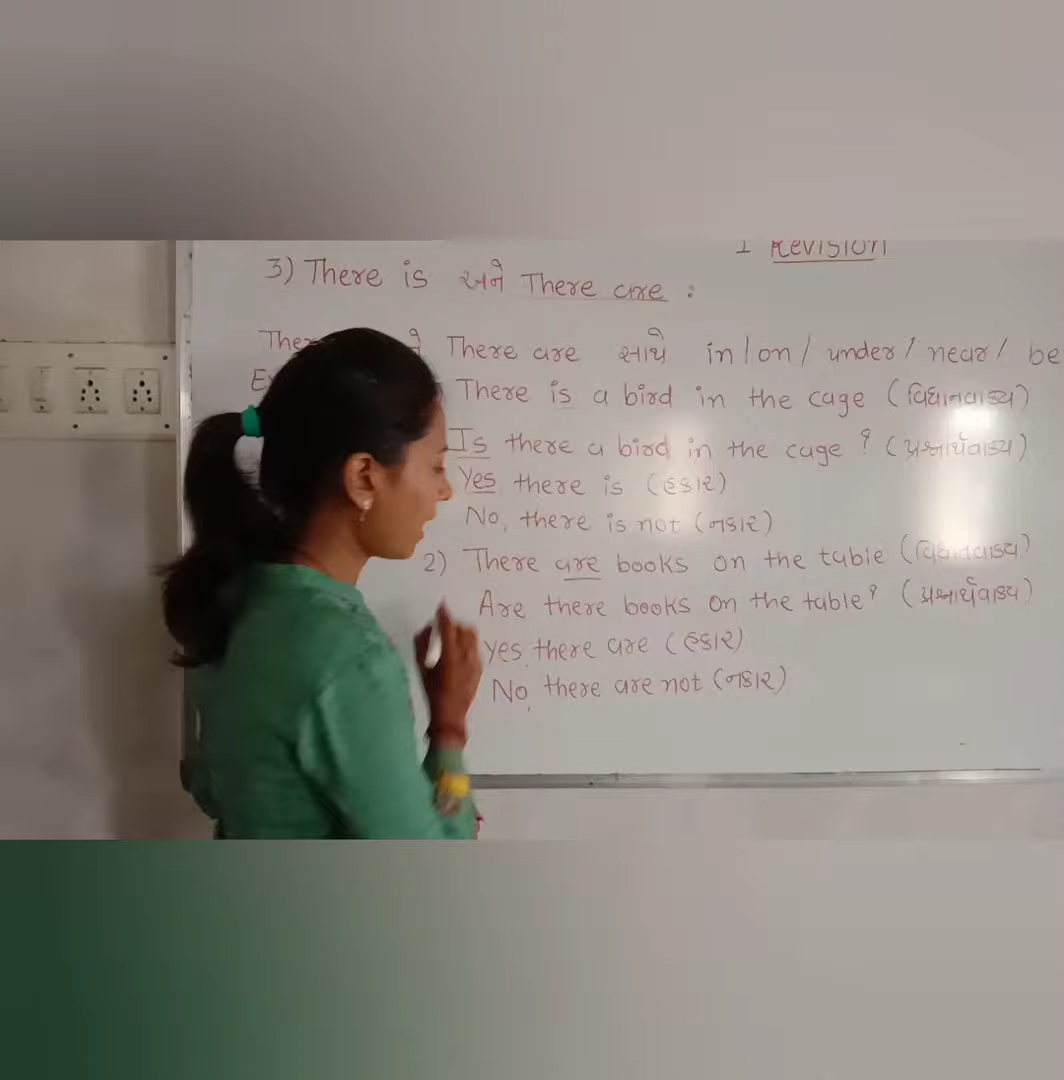 1 Revision
3) There is અને There are :
There are સાથે in / on / under / near / be
There is a bird in the cage (વિધાનવાક્ય)
Is there a bird in the cage ? (પ્રશ્નાર્થવાક્ય)
Yes, there is (હકાર)
No, there is not (નકાર)
2) There are books on the table (વિધાનવાક્ય)
Are there books on the table? (પ્રશ્નાર્થવાક્ય)
Yes, there are (હકાર)
No, there are not (નકાર)